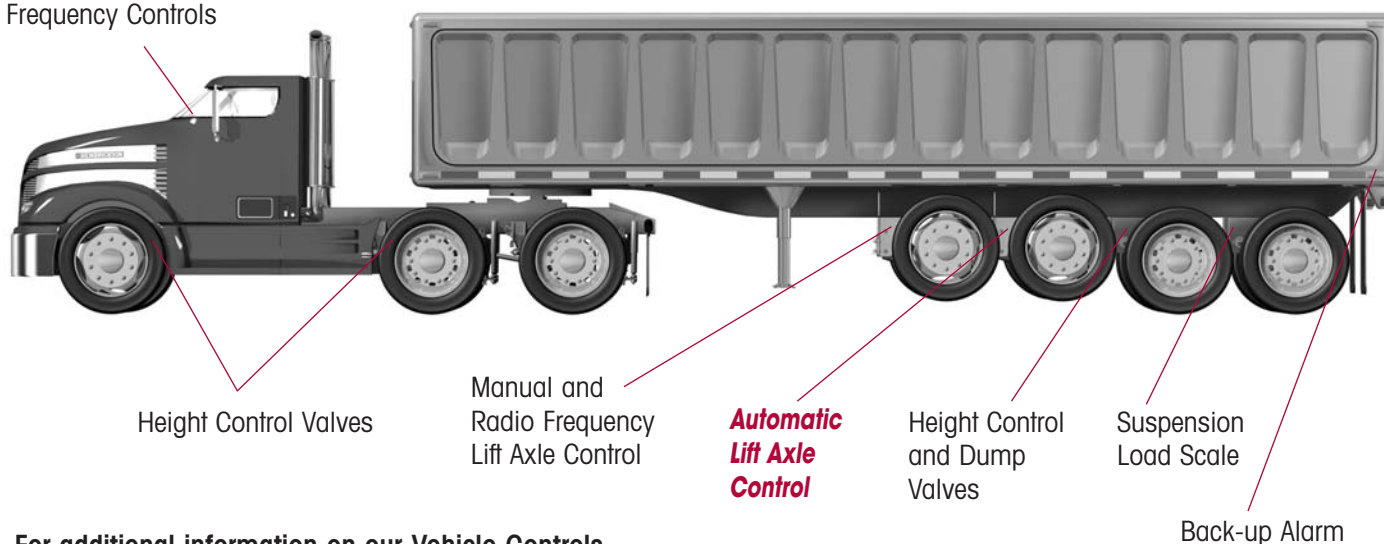 Frequency Controls
Height Control Valves
Manual and
Radio Frequency
Lift Axle Control
Automatic
Lift Axle
Control
Height Control
and Dump
Valves
Suspension
Load Scale
Back-up Alarm
For additional information on our Vehicle Controls